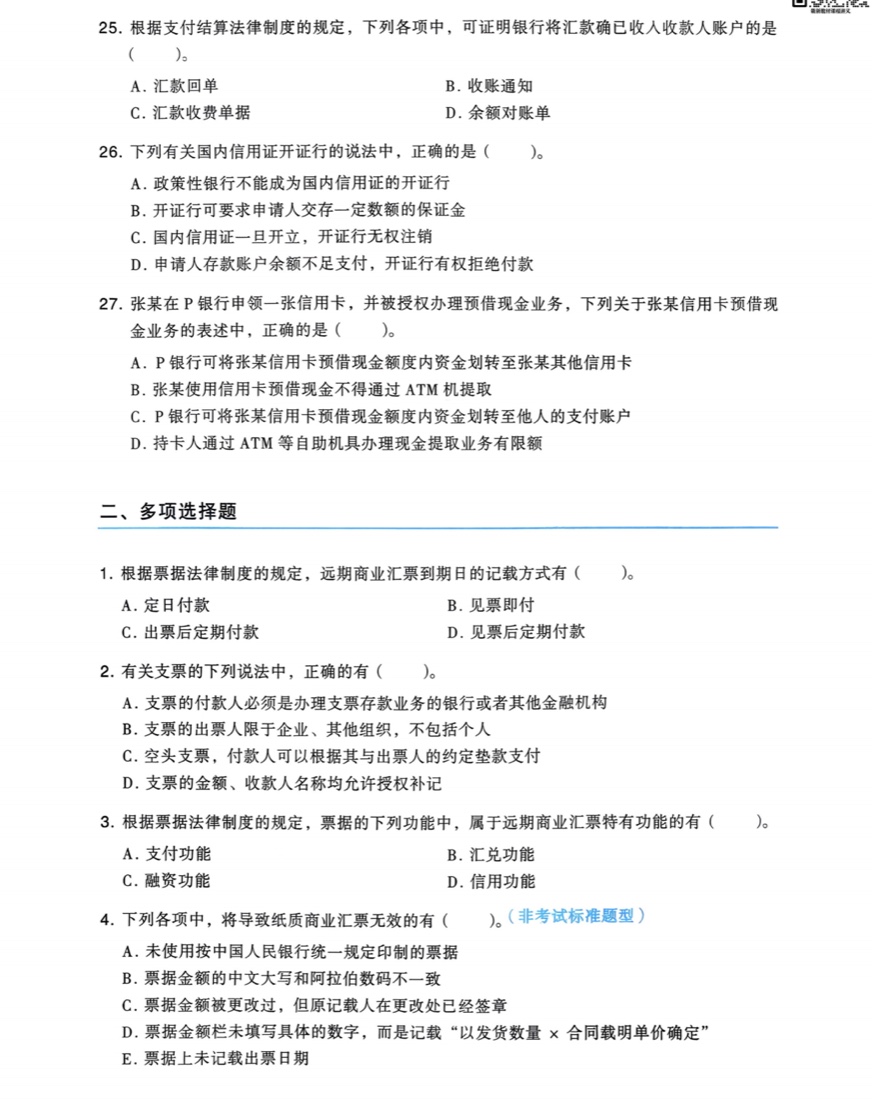 25. 根据支付结算法律制度的规定，下列各项中，可证明银行将汇款确已收入收款人账户的是
（　　）。
A. 汇款回单　　B. 收账通知
C. 汇款收费单据　　D. 余额对账单
26. 下列有关国内信用证开证行的说法中，正确的是（　　）。
A. 政策性银行不能成为国内信用证的开证行
B. 开证行可要求申请人交存一定数额的保证金
C. 国内信用证一旦开立，开证行无权注销
D. 申请人存款账户余额不足支付，开证行有权拒绝付款
27. 张某在 P 银行申领一张信用卡，并被授权办理预借现金业务，下列关于张某信用卡预借现
金业务的表述中，正确的是（　　）。
A. P 银行可将张某信用卡预借现金额度内资金划转至张某其他信用卡
B. 张某使用信用卡预借现金不得通过 ATM 机提取
C. P 银行可将张某信用卡预借现金额度内资金划转至他人的支付账户
D. 持卡人通过 ATM 等自助机具办理现金提取业务有限额
二、多项选择题
1. 根据票据法律制度的规定，远期商业汇票到期日的记载方式有（　　）。
A. 定日付款　　B. 见票即付
C. 出票后定期付款　　D. 见票后定期付款
2. 有关支票的下列说法中，正确的有（　　）。
A. 支票的付款人必须是办理支票存款业务的银行或者其他金融机构
B. 支票的出票人限于企业、其他组织，不包括个人
C. 空头支票，付款人可以根据其与出票人的约定垫款支付
D. 支票的金额、收款人名称均允许授权补记
3. 根据票据法律制度的规定，票据的下列功能中，属于远期商业汇票特有功能的有（　　）。
A. 支付功能　　B. 汇兑功能
C. 融资功能　　D. 信用功能
4. 下列各项中，将导致纸质商业汇票无效的有（　　）。（非考试标准题型）
A. 未使用按中国人民银行统一规定印制的票据
B. 票据金额的中文大写和阿拉伯数码不一致
C. 票据金额被更改过，但原记载人在更改处已经签章
D. 票据金额栏未填写具体的数字，而是记载“以发货数量 × 合同载明单价确定”
E. 票据上未记载出票日期